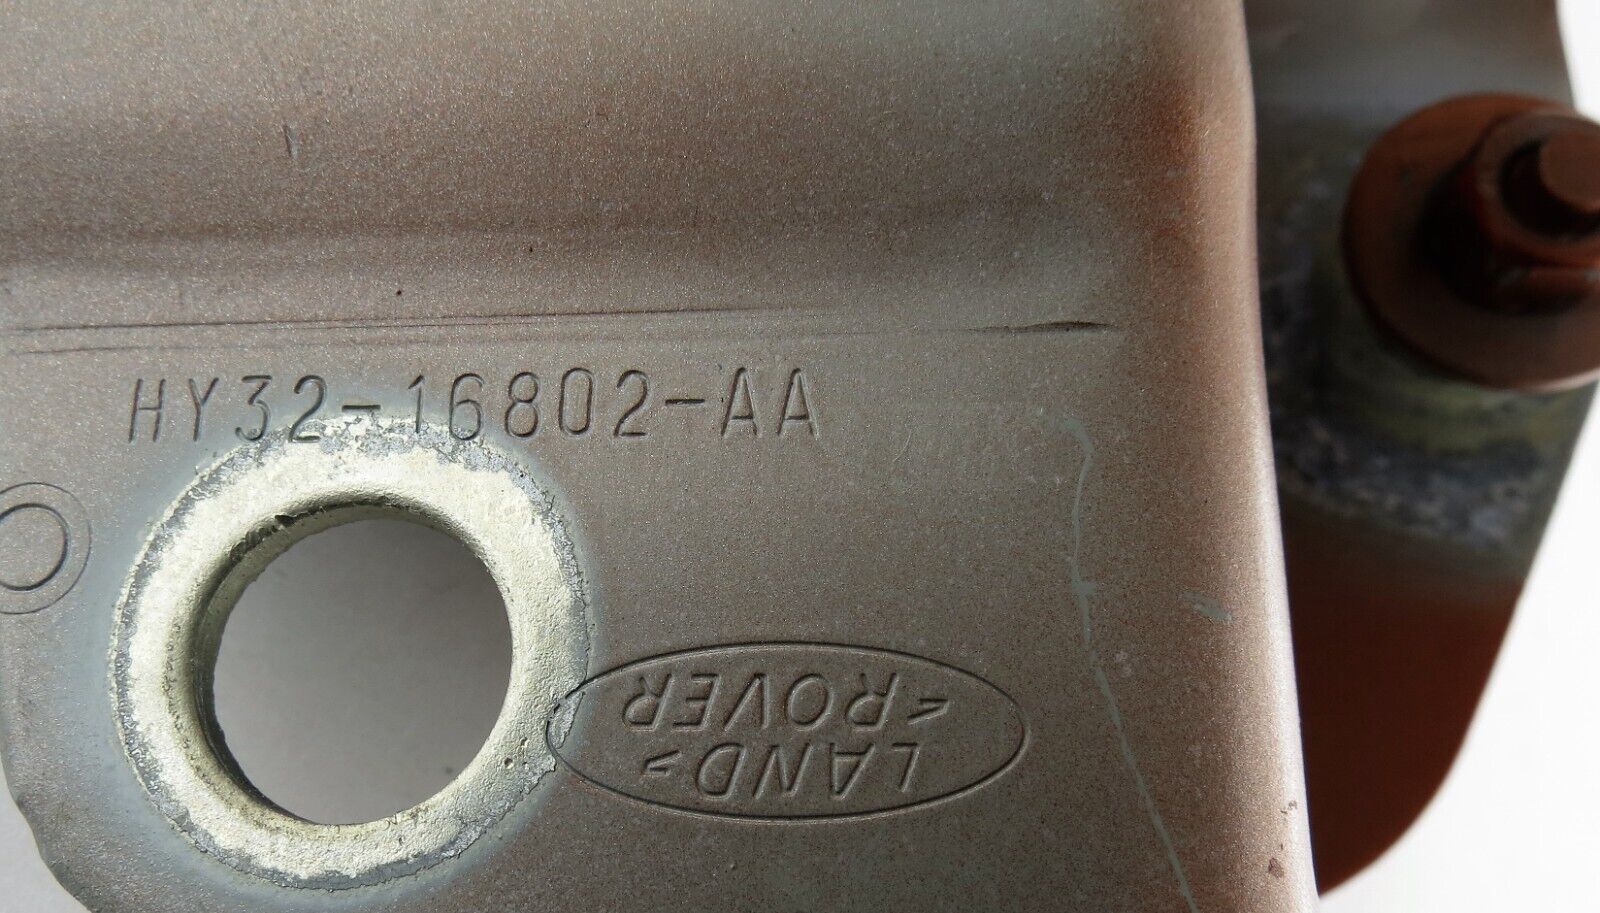 HY32-16802-AA
LAND
ROVER